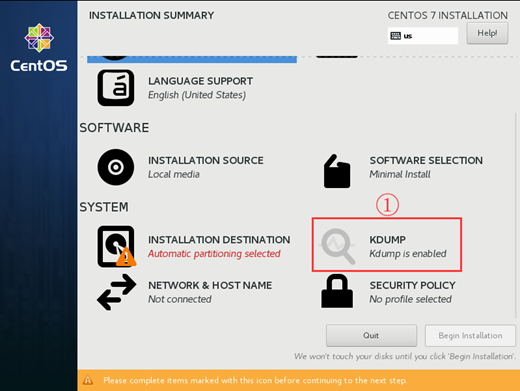 INSTALLATION SUMMARY
CENTOS 7 INSTALLATION
us
Help!
CentOS
LANGUAGE SUPPORT
English (United States)
SOFTWARE
INSTALLATION SOURCE
Local media
SOFTWARE SELECTION
Minimal Install
SYSTEM
①
INSTALLATION DESTINATION
Automatic partitioning selected
KDUMP
Kdump is enabled
NETWORK & HOST NAME
Not connected
SECURITY POLICY
No profile selected
Quit
Begin Installation
We won't touch your disks until you click 'Begin Installation'.
Please complete items marked with this icon before continuing to the next step.